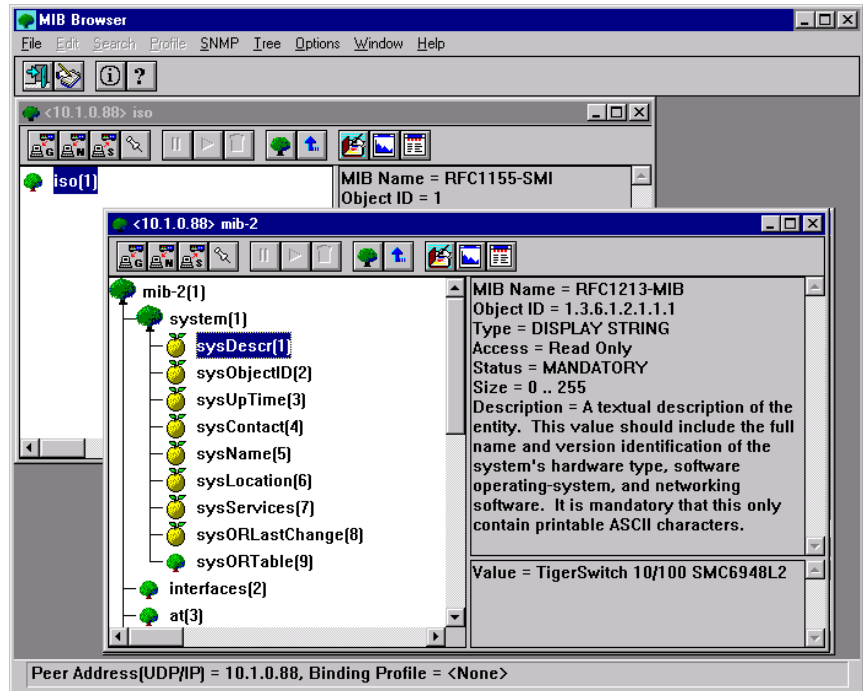 MIB Browser
File Edit Search Profile SNMP Tree Options Window Help
<10.1.0.88> iso
G N S
iso(1)
MIB Name = RFC1155-SMI
Object ID = 1
<10.1.0.88> mib-2
G N S
mib-2(1)
system(1)
sysDescr(1)
sysObjectID(2)
sysUpTime(3)
sysContact(4)
sysName(5)
sysLocation(6)
sysServices(7)
sysORLastChange(8)
sysORTable(9)
interfaces(2)
at(3)
MIB Name = RFC1213-MIB
Object ID = 1.3.6.1.2.1.1.1
Type = DISPLAY STRING
Access = Read Only
Status = MANDATORY
Size = 0 .. 255
Description = A textual description of the
entity.  This value should include the full
name and version identification of the
system's hardware type, software
operating-system, and networking
software.  It is mandatory that this only
contain printable ASCII characters.
Value = TigerSwitch 10/100 SMC6948L2
Peer Address(UDP/IP) = 10.1.0.88, Binding Profile = <None>